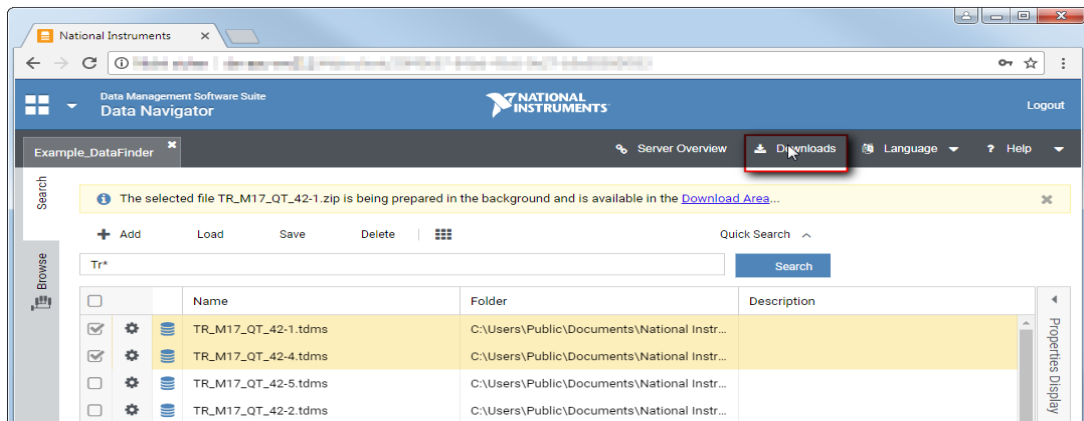 National Instruments
Data Management Software Suite
Data Navigator
NATIONAL INSTRUMENTS
Logout
Example_DataFinder
Server Overview
Downloads
Language
? Help
Search
Browse
The selected file TR_M17_QT_42-1.zip is being prepared in the background and is available in the Download Area...
Add Load Save Delete Quick Search
Tr*
Search
Name Folder Description
TR_M17_QT_42-1.tdms C:\Users\Public\Documents\National Instr...
TR_M17_QT_42-4.tdms C:\Users\Public\Documents\National Instr...
TR_M17_QT_42-5.tdms C:\Users\Public\Documents\National Instr...
TR_M17_QT_42-2.tdms C:\Users\Public\Documents\National Instr...
Properties Display